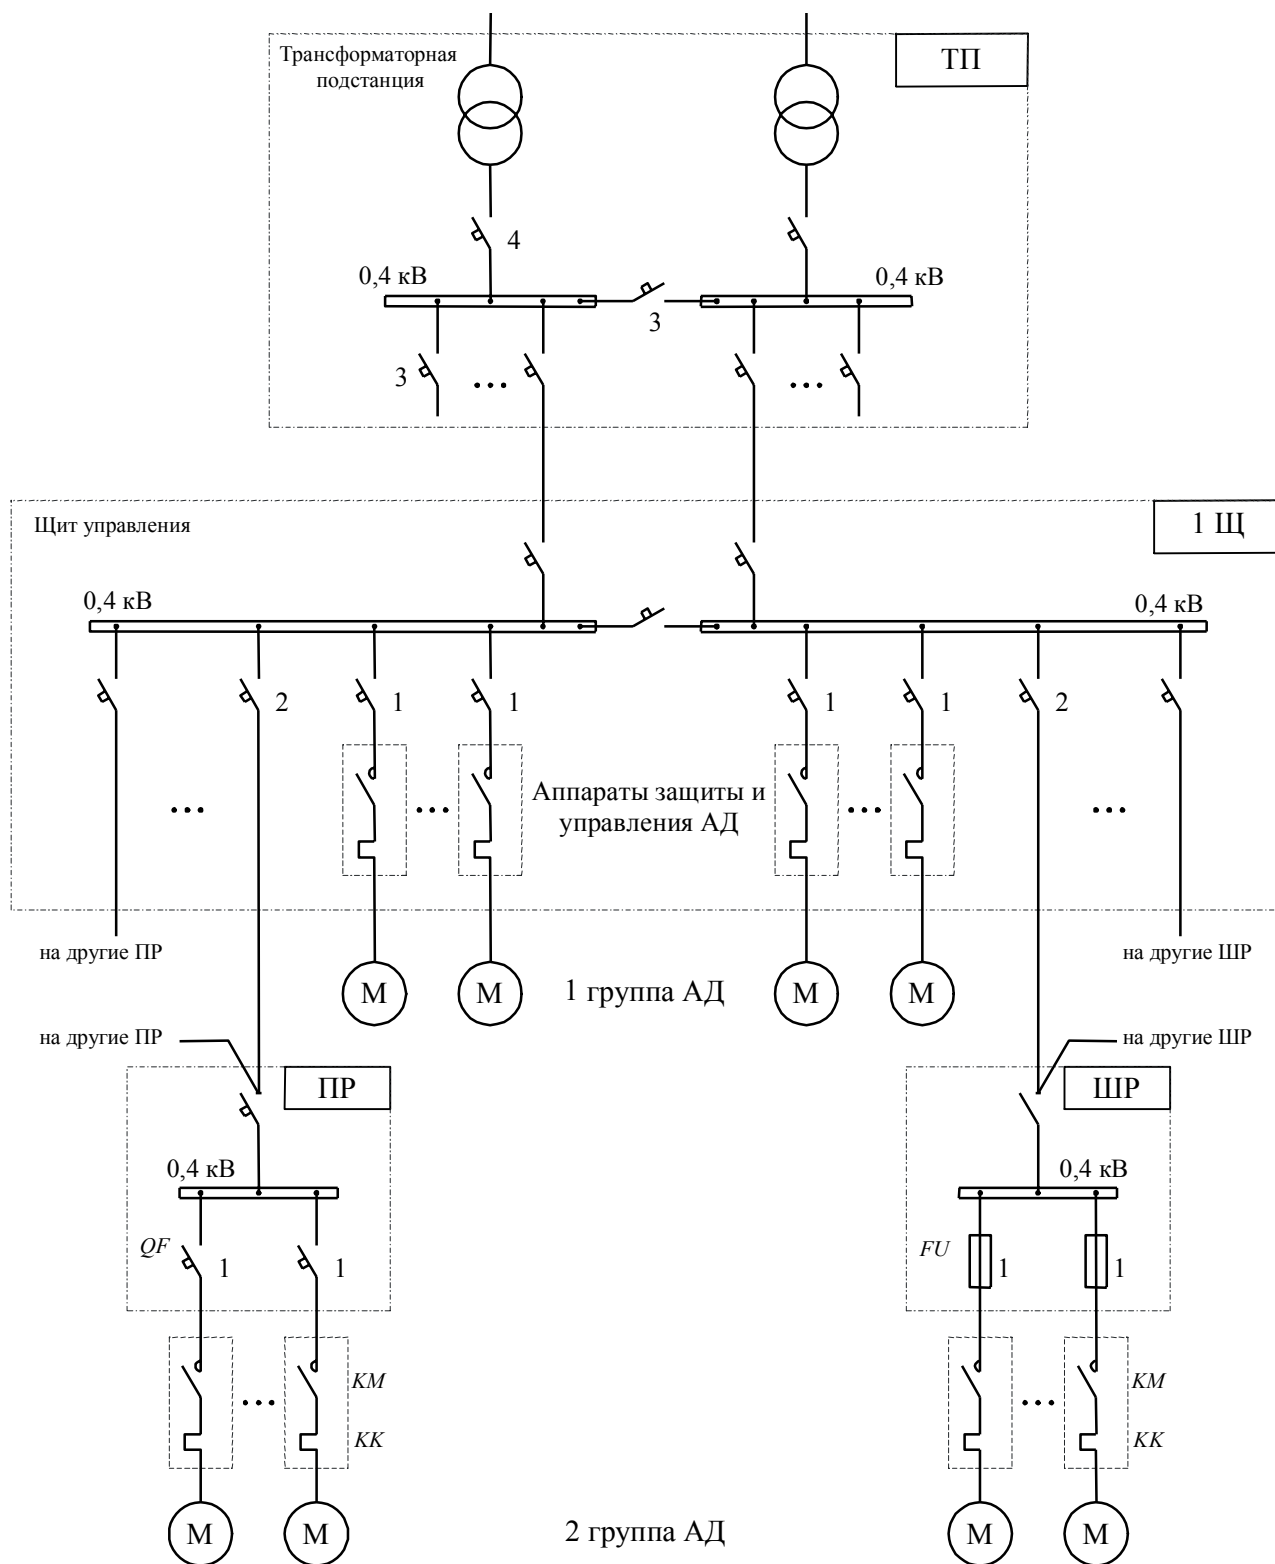 Трансформаторная
подстанция
ТП
4
0,4 кВ
0,4 кВ
3
3
Щит управления
1 Щ
0,4 кВ
0,4 кВ
2
1
1
1
1
2
Аппараты защиты и
управления АД
на другие ПР
на другие ШР
М
М
1 группа АД
М
М
на другие ПР
на другие ШР
ПР
ШР
0,4 кВ
0,4 кВ
QF
1
1
FU
1
1
KM
KM
KK
KK
М
М
2 группа АД
М
М